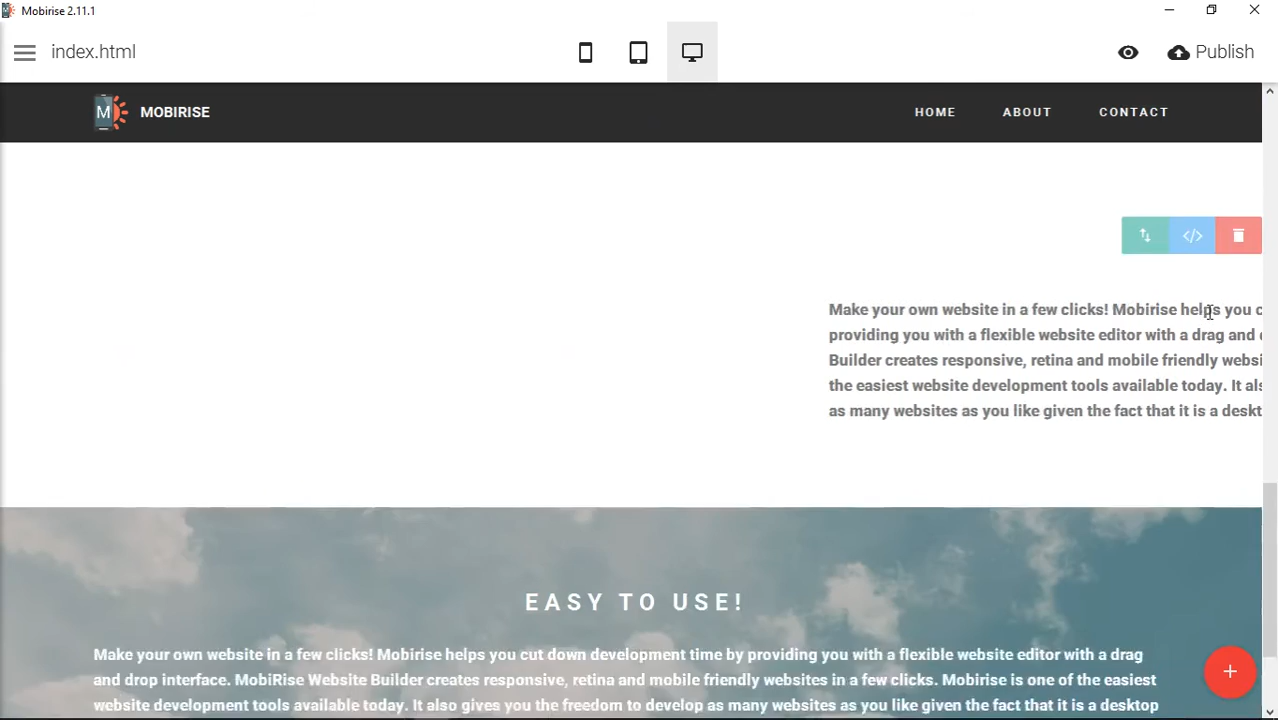 Mobirise 2.11.1
index.html
Publish
M MOBIRISE
HOME ABOUT CONTACT
Make your own website in a few clicks! Mobirise helps you c
providing you with a flexible website editor with a drag and
Builder creates responsive, retina and mobile friendly websi
the easiest website development tools available today. It als
as many websites as you like given the fact that it is a deskt
EASY TO USE!
Make your own website in a few clicks! Mobirise helps you cut down development time by providing you with a flexible website editor with a drag
and drop interface. MobiRise Website Builder creates responsive, retina and mobile friendly websites in a few clicks. Mobirise is one of the easiest
website development tools available today. It also gives you the freedom to develop as many websites as you like given the fact that it is a desktop